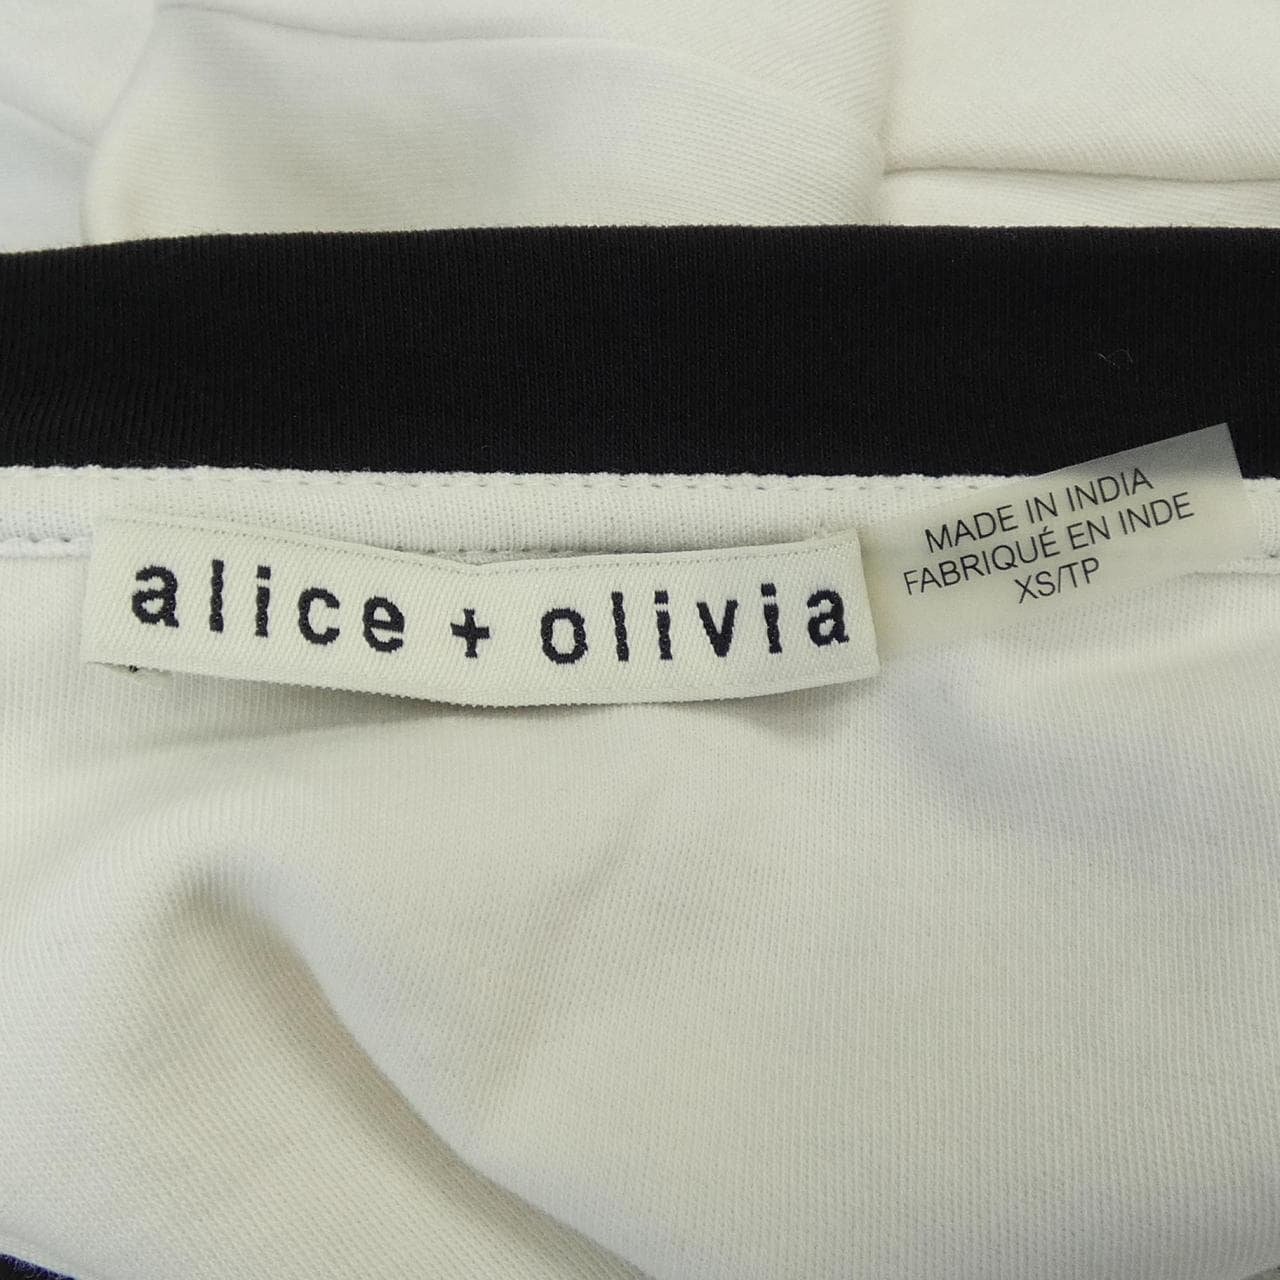 alice + olivia
MADE IN INDIA
FABRIQUÉ EN INDE
XS/TP